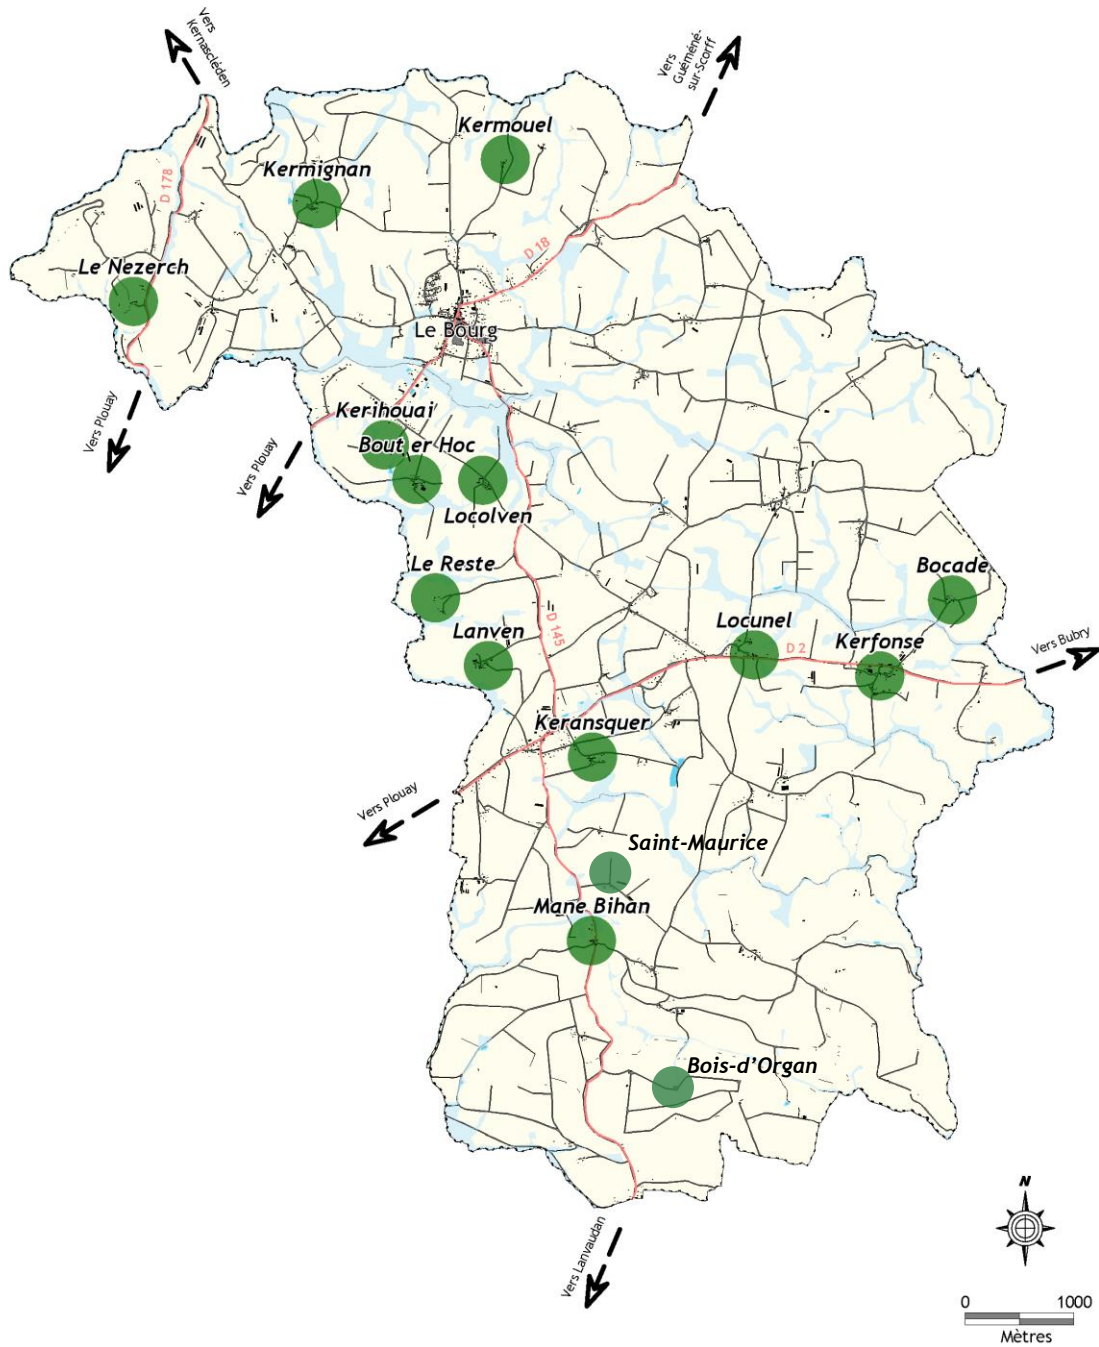 Vers
Kernascléden
Vers
Guéméné-
sur-Scorff
Kermouel
Kermignan
D 178
D 18
Le Nezerch
Le Bourg
Vers Plouay
Kerihouai
Bout er Hoc
Vers Plouay
Locolven
Le Reste
Bocade
D 145
Locunel
Lanven
Kerfonse
D 2
Vers Bubry
Keransquer
Vers Plouay
Saint-Maurice
Mane Bihan
Bois-d’Organ
N
Vers Lanvaudan
0 1000
Mètres